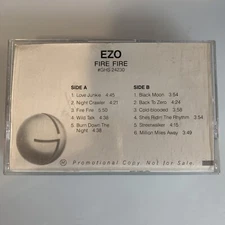 EZO
FIRE FIRE
#GHS 24230
SIDE A
1. Love Junkie 4:45
2. Night Crawler 4:21
3. Fire Fire 5:50
4. Wild Talk 4:13
5. Burn Down The
Night 4:38
SIDE B
1. Black Moon 3:54
2. Back To Zero 4:24
3. Cold-blooded 3:58
4. She's Ridin' The Rhythm 3:54
5. Streetwalker 4:15
6. Million Miles Away 3:49
Promotional Copy Not for Sale